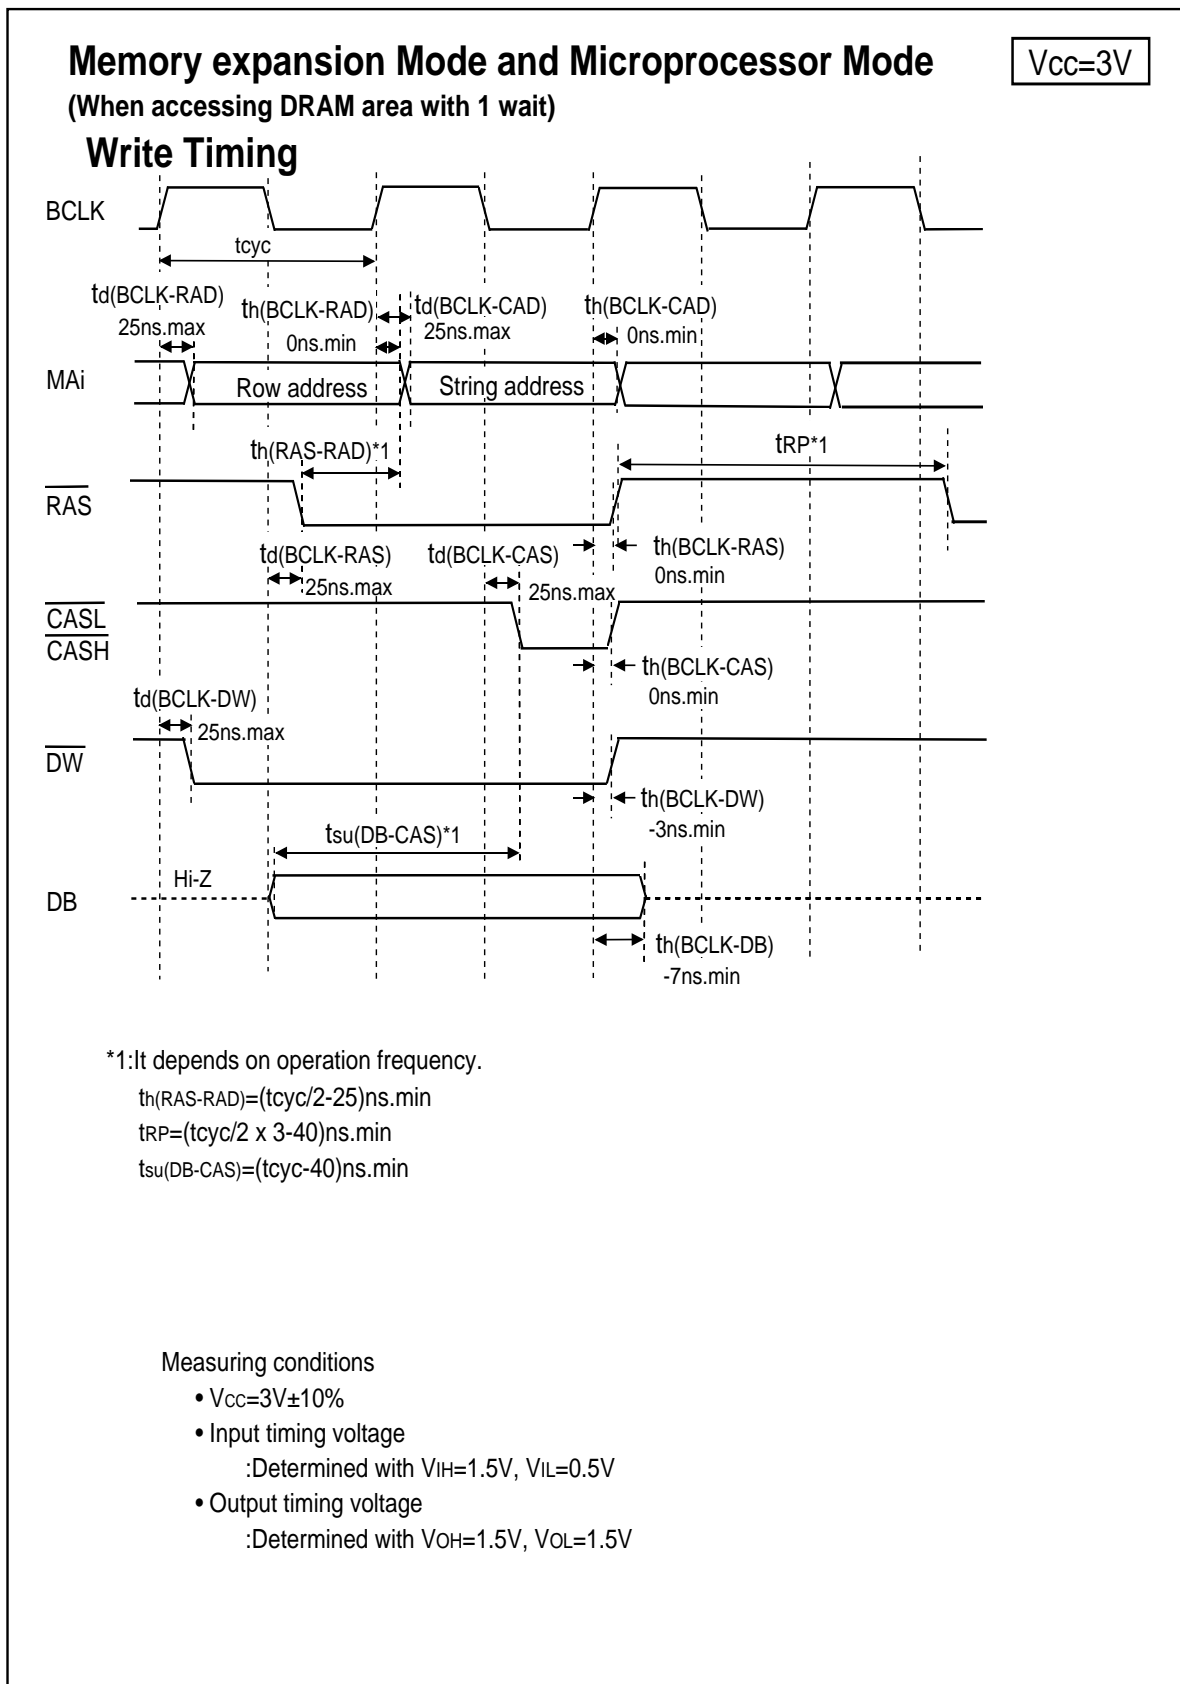 Memory expansion Mode and Microprocessor Mode
Vcc=3V
(When accessing DRAM area with 1 wait)
Write Timing
BCLK
tcyc
td(BCLK-RAD)
25ns.max
th(BCLK-RAD)
0ns.min
td(BCLK-CAD)
25ns.max
th(BCLK-CAD)
0ns.min
MAi
Row address
String address
th(RAS-RAD)*1
tRP*1
RAS
td(BCLK-RAS)
25ns.max
td(BCLK-CAS)
25ns.max
th(BCLK-RAS)
0ns.min
CASL
CASH
th(BCLK-CAS)
0ns.min
td(BCLK-DW)
25ns.max
DW
th(BCLK-DW)
-3ns.min
tsu(DB-CAS)*1
Hi-Z
DB
th(BCLK-DB)
-7ns.min
*1:It depends on operation frequency.
th(RAS-RAD)=(tcyc/2-25)ns.min
tRP=(tcyc/2 x 3-40)ns.min
tsu(DB-CAS)=(tcyc-40)ns.min
Measuring conditions
• VCC=3V±10%
• Input timing voltage
:Determined with VIH=1.5V, VIL=0.5V
• Output timing voltage
:Determined with VOH=1.5V, VOL=1.5V